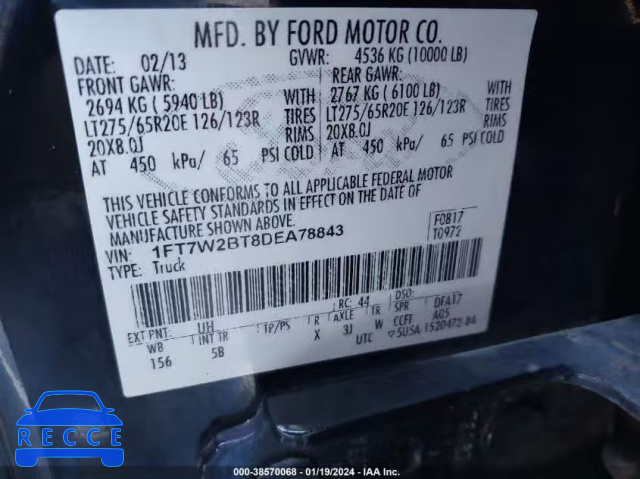 MFD. BY FORD MOTOR CO.
DATE: 02/13 GVWR: 4536 KG (10000 LB)
FRONT GAWR: REAR GAWR:
2694 KG ( 5940 LB) WITH 2767 KG ( 6100 LB) WITH
LT275/65R20E 126/123R TIRES LT275/65R20E 126/123R TIRES
20X8.0J RIMS 20X8.0J RIMS
AT 450 kPa/ 65 PSI COLD AT 450 kPa/ 65 PSI COLD
THIS VEHICLE CONFORMS TO ALL APPLICABLE FEDERAL MOTOR
VEHICLE SAFETY STANDARDS IN EFFECT ON THE DATE OF
MANUFACTURE SHOWN ABOVE.
VIN: 1FT7W2BT8DEA78843 F0817
TYPE: Truck T0972
EXT PNT: UH RC: 44 DSO:
WB INT TR TP/PS R AXLE TR SPR DFA17
156 5B X 3J W CCFF A05
UTC 5USA 1520472-84
RECCE
000-38570068 - 01/19/2024 - IAA Inc.